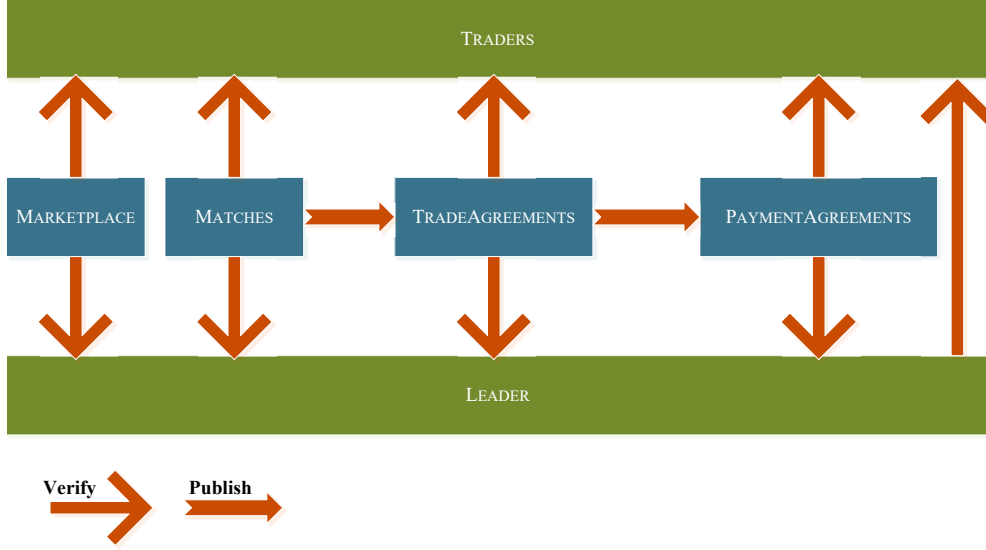 TRADERS
MARKETPLACE
MATCHES
TRADEAGREEMENTS
PAYMENTAGREEMENTS
LEADER
Verify
Publish